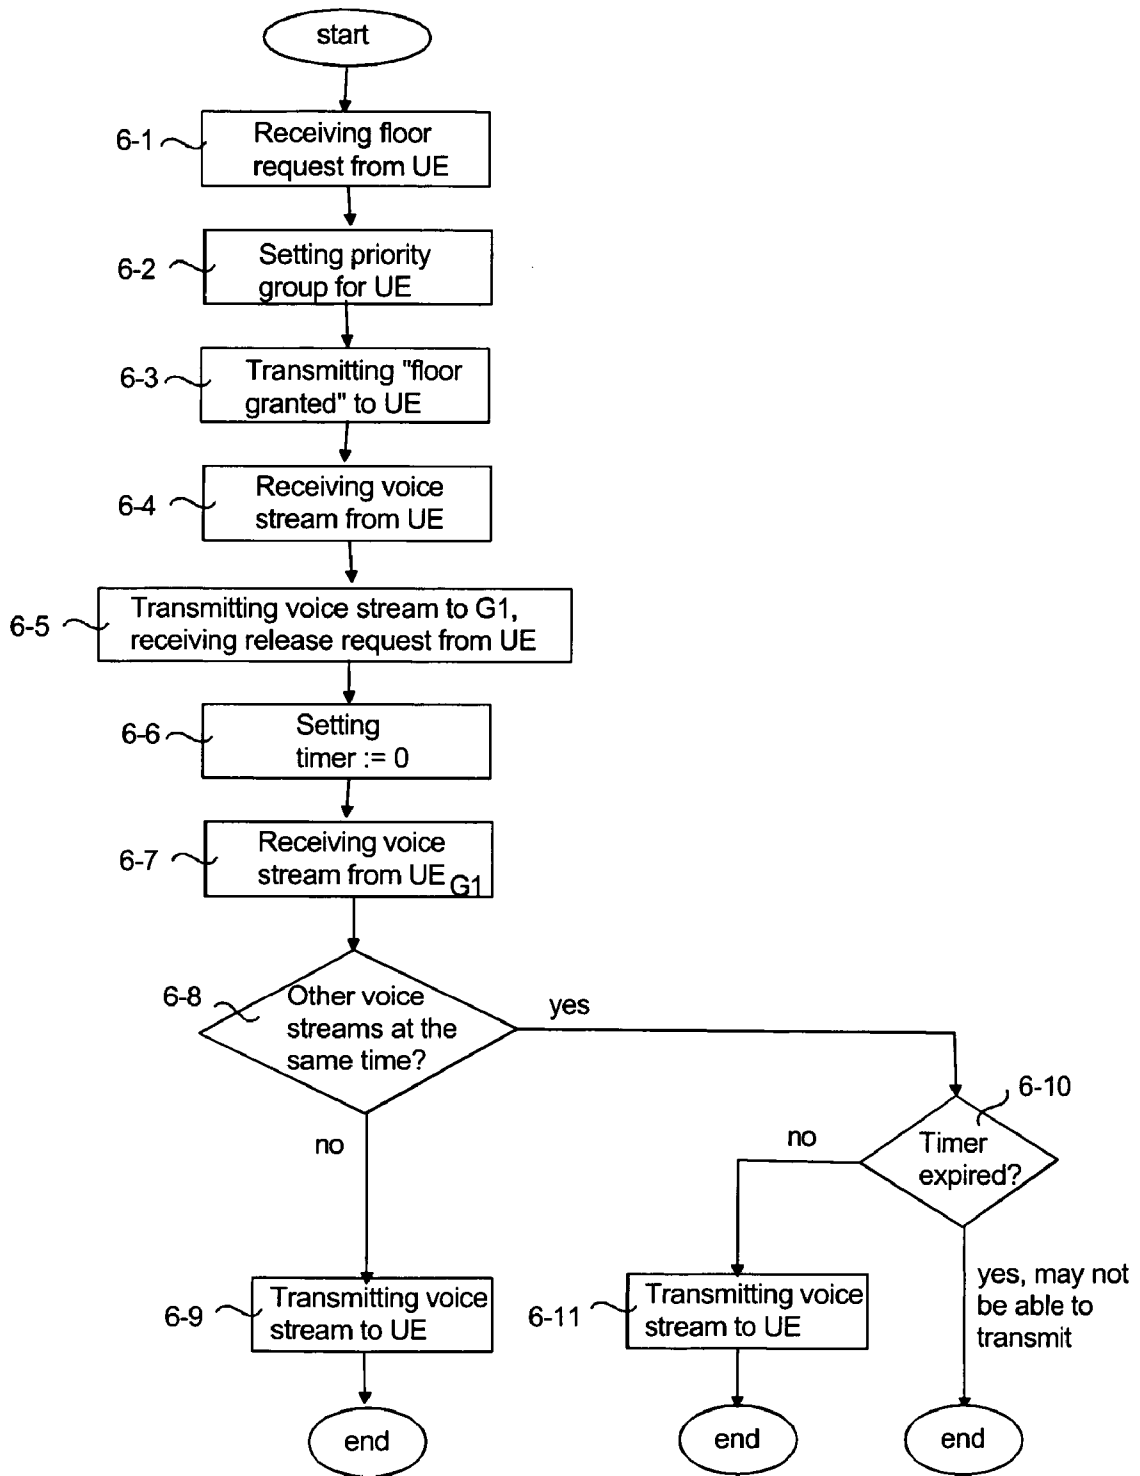 start
6-1
Receiving floor
request from UE
6-2
Setting priority
group for UE
6-3
Transmitting "floor
granted" to UE
6-4
Receiving voice
stream from UE
6-5
Transmitting voice stream to G1,
receiving release request from UE
6-6
Setting
timer := 0
6-7
Receiving voice
stream from UE G1
6-8
Other voice
streams at the
same time?
yes
no
6-10
Timer
expired?
no
yes, may not
be able to
transmit
6-9
Transmitting voice
stream to UE
6-11
Transmitting voice
stream to UE
end
end
end